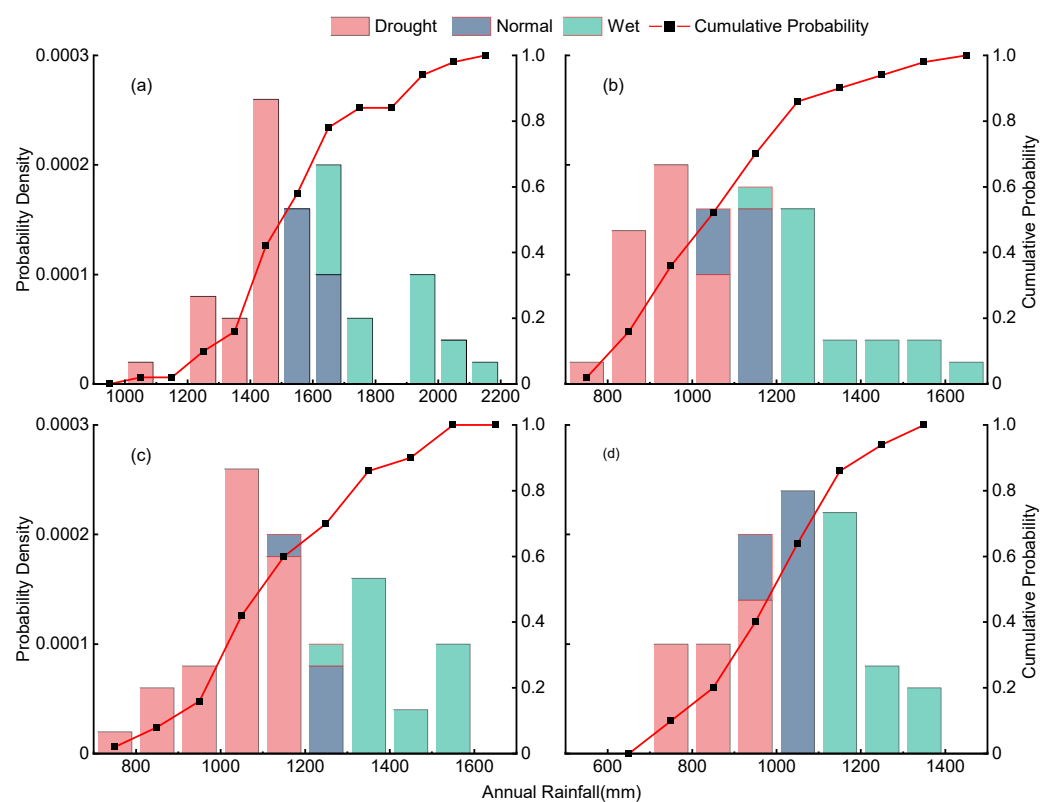 Drought Normal Wet Cumulative Probability
(a)
Probability Density
0.0003
0.0002
0.0001
0
1.0
0.8
0.6
0.4
0.2
0
1000 1200 1400 1600 1800 2000 2200
(b)
1.0
0.8
0.6
0.4
0.2
0
Cumulative Probability
800 1000 1200 1400 1600
(c)
Probability Density
0.0003
0.0002
0.0001
0
1.0
0.8
0.6
0.4
0.2
0
800 1000 1200 1400 1600
(d)
1.0
0.8
0.6
0.4
0.2
0
Cumulative Probability
600 800 1000 1200 1400
Annual Rainfall(mm)